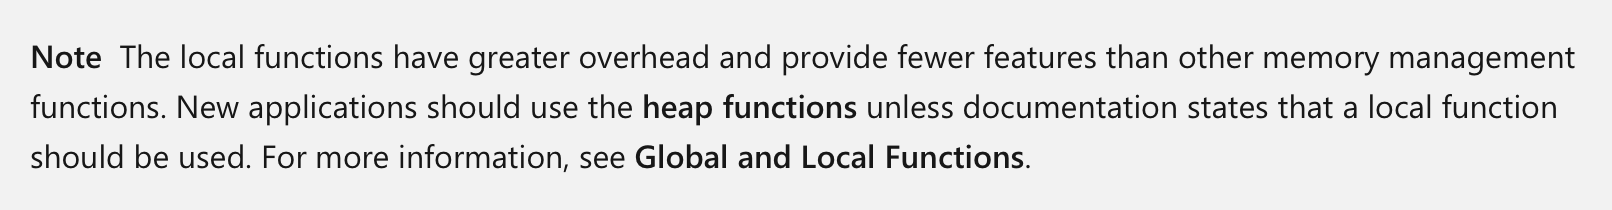 Note  The local functions have greater overhead and provide fewer features than other memory management
functions. New applications should use the heap functions unless documentation states that a local function
should be used. For more information, see Global and Local Functions.